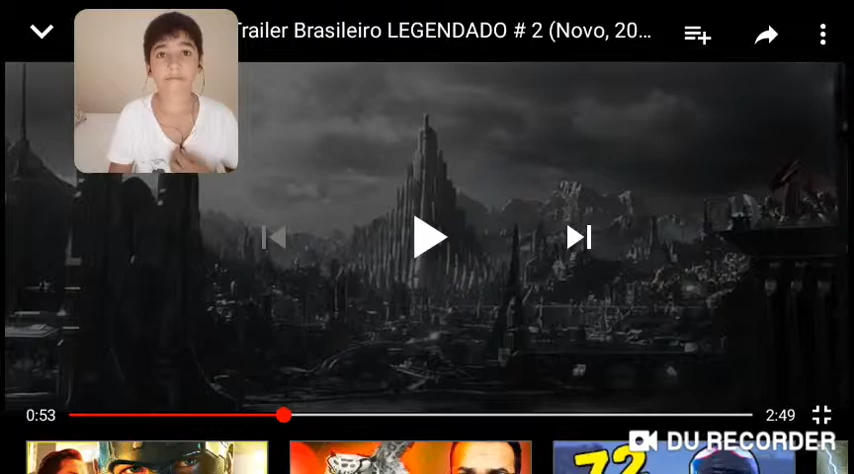 Trailer Brasileiro LEGENDADO # 2 (Novo, 20...
0:53
2:49
72
DU RECORDER